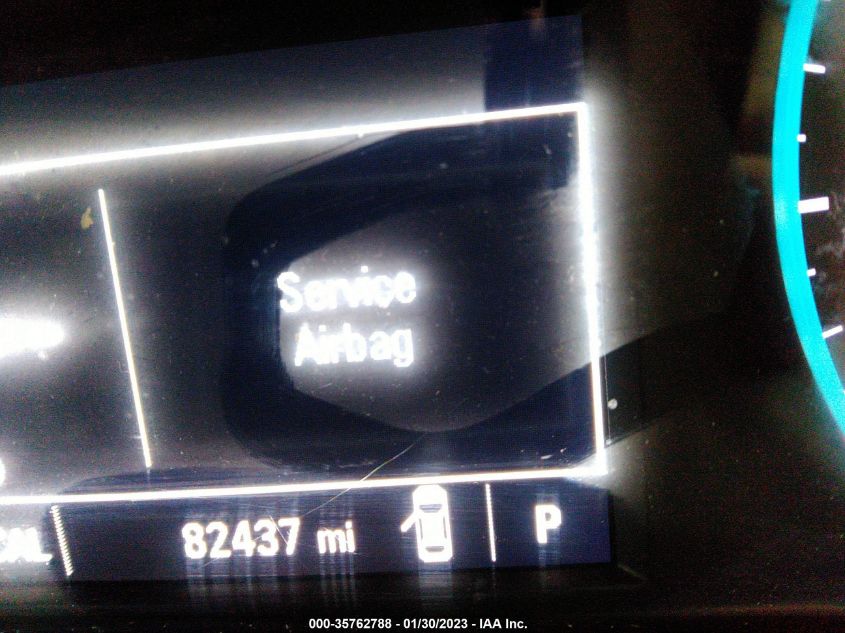 Service
Airbag
82437 mi P
000-35762788 - 01/30/2023 - IAA Inc.